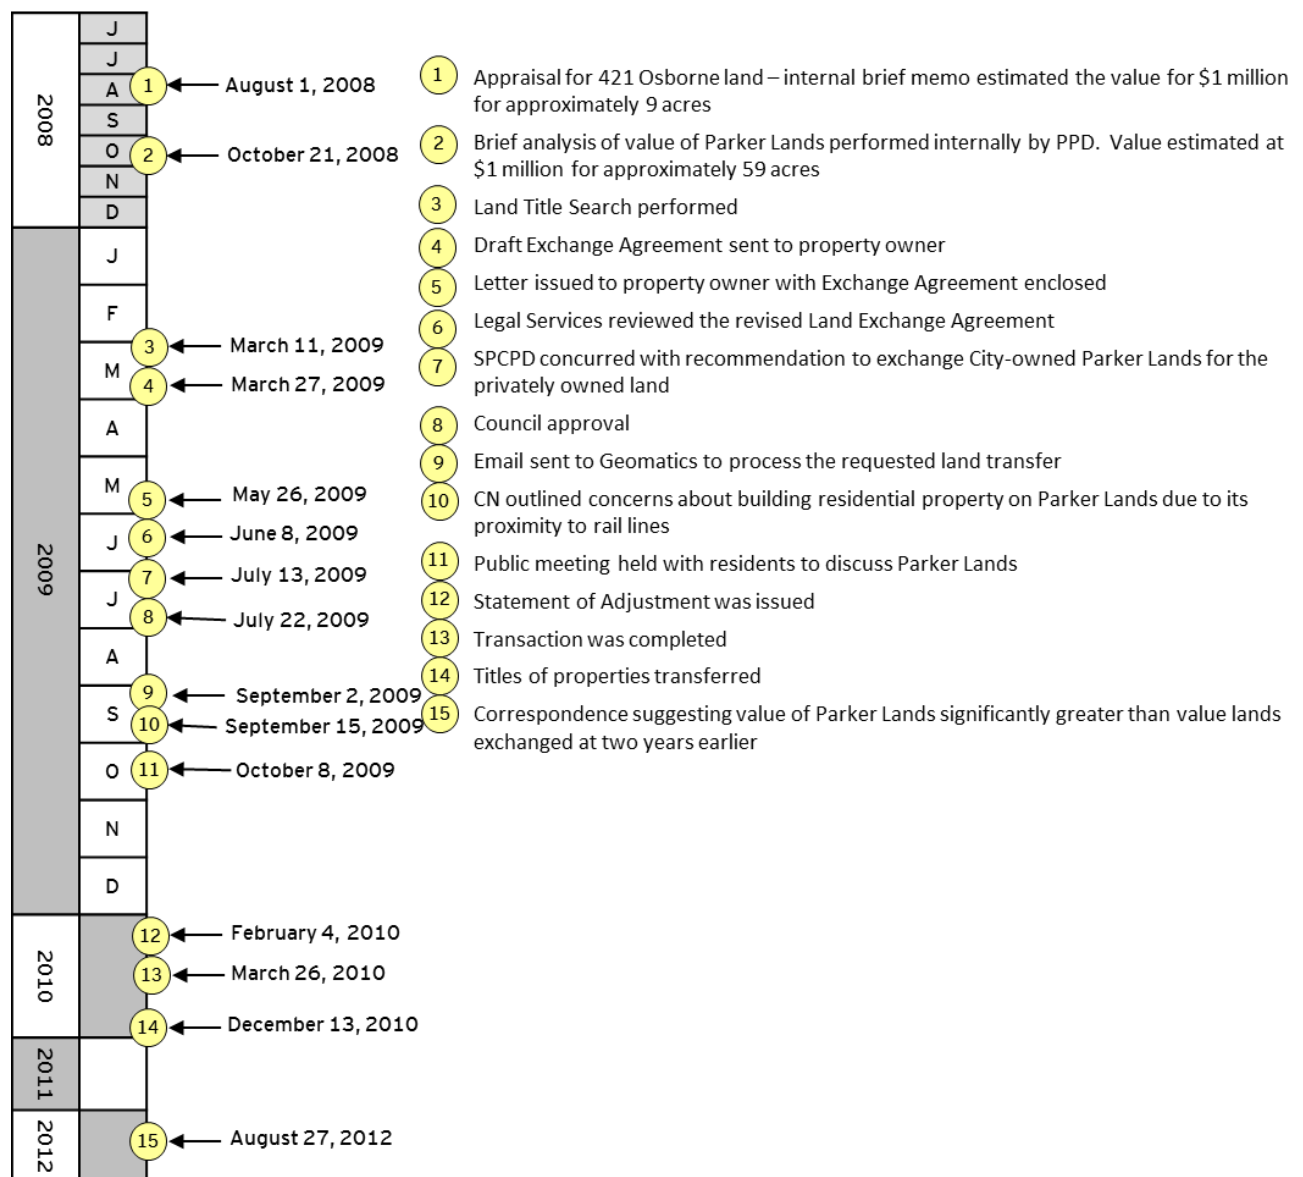 2008
J
J
A
S
O
N
D
1
August 1, 2008
2
October 21, 2008
2009
J
F
M
A
M
J
J
A
S
O
N
D
3
March 11, 2009
4
March 27, 2009
5
May 26, 2009
6
June 8, 2009
7
July 13, 2009
8
July 22, 2009
9
September 2, 2009
10
September 15, 2009
11
October 8, 2009
2010
12
February 4, 2010
13
March 26, 2010
14
December 13, 2010
2011
2012
15
August 27, 2012
1 Appraisal for 421 Osborne land – internal brief memo estimated the value for $1 million
for approximately 9 acres
2 Brief analysis of value of Parker Lands performed internally by PPD. Value estimated at
$1 million for approximately 59 acres
3 Land Title Search performed
4 Draft Exchange Agreement sent to property owner
5 Letter issued to property owner with Exchange Agreement enclosed
6 Legal Services reviewed the revised Land Exchange Agreement
7 SPCPD concurred with recommendation to exchange City-owned Parker Lands for the
privately owned land
8 Council approval
9 Email sent to Geomatics to process the requested land transfer
10 CN outlined concerns about building residential property on Parker Lands due to its
proximity to rail lines
11 Public meeting held with residents to discuss Parker Lands
12 Statement of Adjustment was issued
13 Transaction was completed
14 Titles of properties transferred
15 Correspondence suggesting value of Parker Lands significantly greater than value lands
exchanged at two years earlier